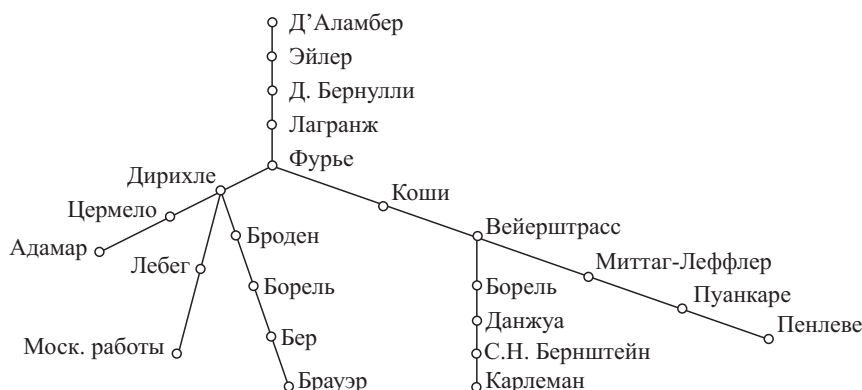 Д’Аламбер
Эйлер
Д. Бернулли
Лагранж
Фурье
Дирихле
Коши
Цермело
Вейерштрасс
Броден
Адамар
Лебег
Миттаг-Леффлер
Борель
Борель
Пуанкаре
Данжуа
Пенлеве
Бер
Моск. работы
С.Н. Бернштейн
Брауэр
Карлеман